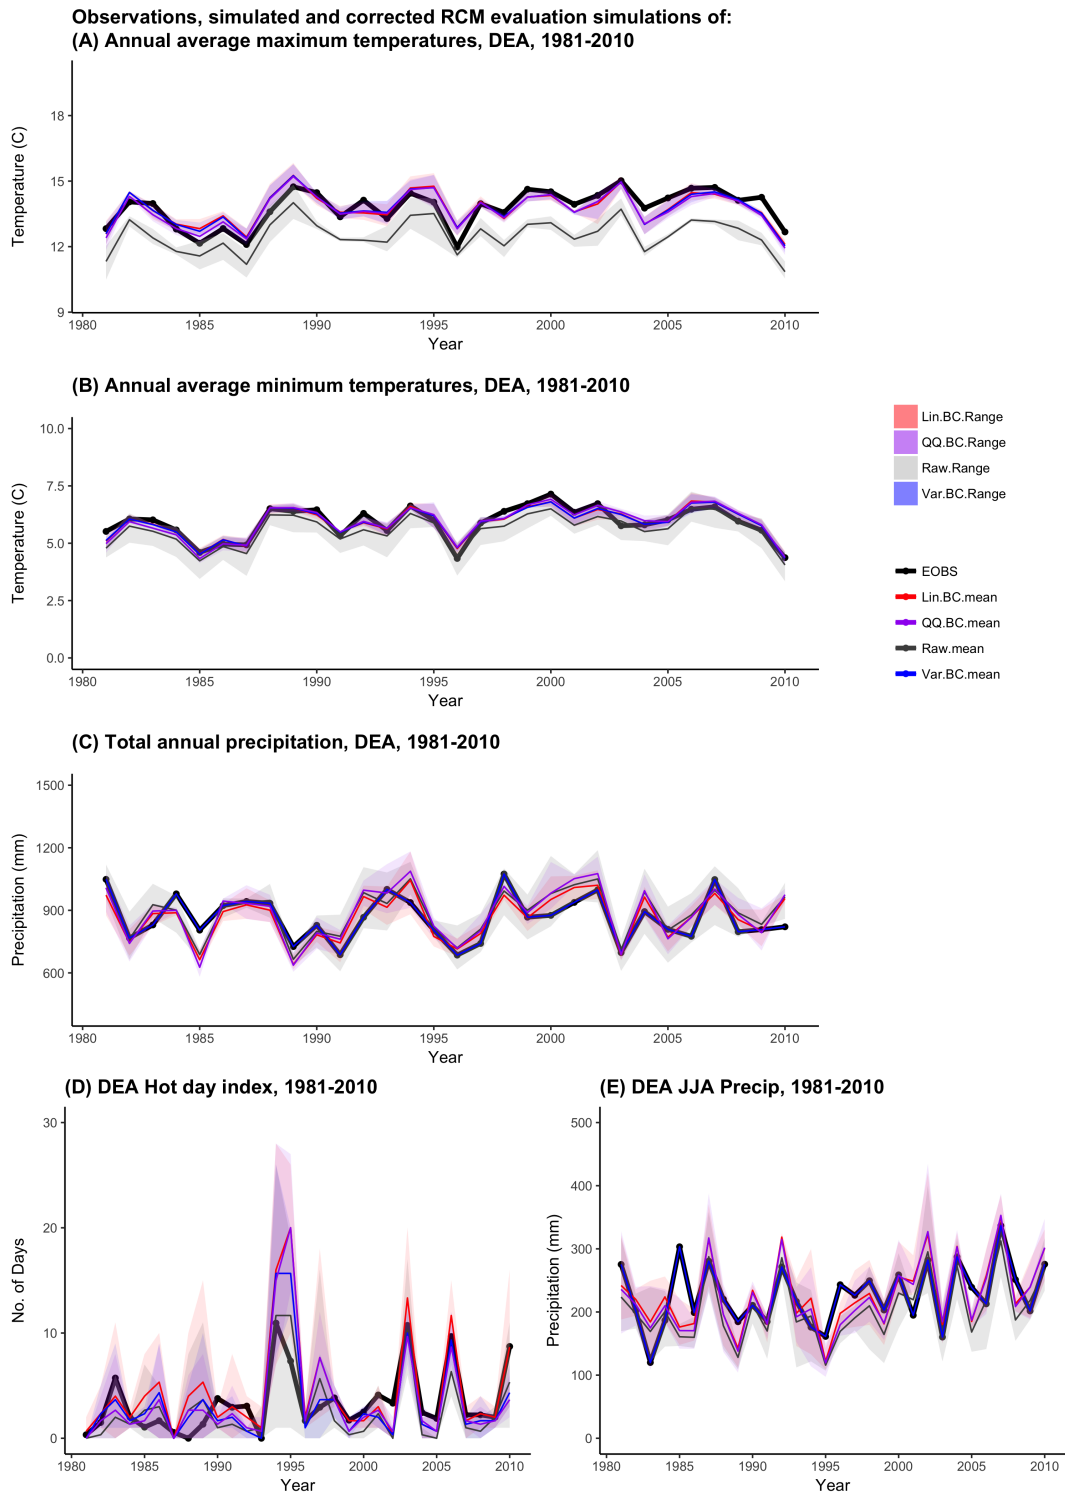 Observations, simulated and corrected RCM evaluation simulations of:
(A) Annual average maximum temperatures, DEA, 1981-2010
Temperature (C)
18
15
12
9
1980 1985 1990 1995 2000 2005 2010
Year
(B) Annual average minimum temperatures, DEA, 1981-2010
Temperature (C)
10.0
7.5
5.0
2.5
0.0
1980 1985 1990 1995 2000 2005 2010
Year
Lin.BC.Range
QQ.BC.Range
Raw.Range
Var.BC.Range
EOBS
Lin.BC.mean
QQ.BC.mean
Raw.mean
Var.BC.mean
(C) Total annual precipitation, DEA, 1981-2010
Precipitation (mm)
1500
1200
900
600
1980 1985 1990 1995 2000 2005 2010
Year
(D) DEA Hot day index, 1981-2010
No. of Days
30
20
10
0
1980 1985 1990 1995 2000 2005 2010
Year
(E) DEA JJA Precip, 1981-2010
Precipitation (mm)
500
400
300
200
100
0
1980 1985 1990 1995 2000 2005 2010
Year